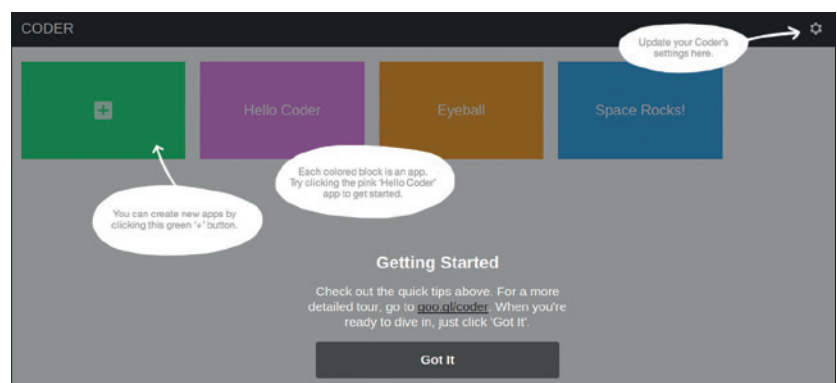 CODER
Update your Coder's
settings here.
+
Hello Coder
Eyeball
Space Rocks!
Each colored block is an app.
Try clicking the pink 'Hello Coder'
app to get started.
You can create new apps by
clicking this green '+' button.
Getting Started
Check out the quick tips above. For a more
detailed tour, go to goo.gl/coder. When you're
ready to dive in, just click 'Got It'.
Got It